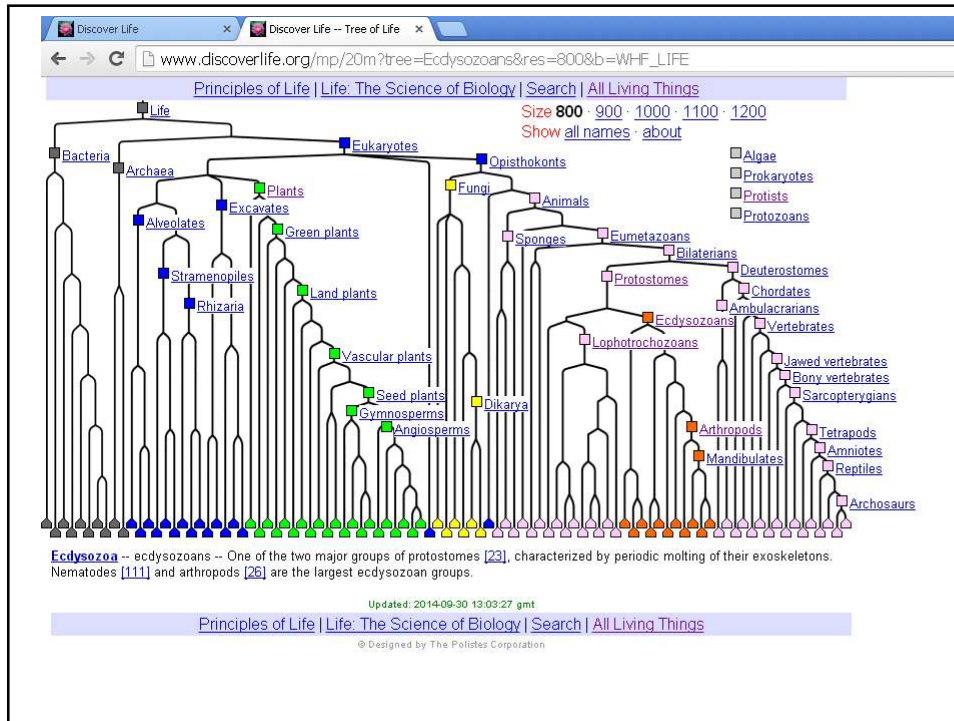 Discover Life
Discover Life -- Tree of Life
www.discoverlife.org/mp/20m?tree=Ecdysozoans&res=800&b=WHF_LIFE
Principles of Life | Life: The Science of Biology | Search | All Living Things
Size 800 · 900 · 1000 · 1100 · 1200
Show all names · about
Life
Bacteria
Archaea
Eukaryotes
Opisthokonts
Algae
Prokaryotes
Protists
Protozoans
Plants
Fungi
Animals
Alveolates
Excavates
Green plants
Sponges
Eumetazoans
Bilaterians
Stramenopiles
Protostomes
Deuterostomes
Rhizaria
Land plants
Chordates
Ambulacrarians
Ecdysozoans
Vertebrates
Lophotrochozoans
Vascular plants
Jawed vertebrates
Bony vertebrates
Seed plants
Sarcopterygians
Gymnosperms
Dikarya
Angiosperms
Arthropods
Tetrapods
Amniotes
Mandibulates
Reptiles
Archosaurs
Ecdysozoa -- ecdysozoans -- One of the two major groups of protostomes [23], characterized by periodic molting of their exoskeletons.
Nematodes [111] and arthropods [26] are the largest ecdysozoan groups.
Updated: 2014-09-30 13:03:27 gmt
Principles of Life | Life: The Science of Biology | Search | All Living Things
© Designed by The Polistes Corporation